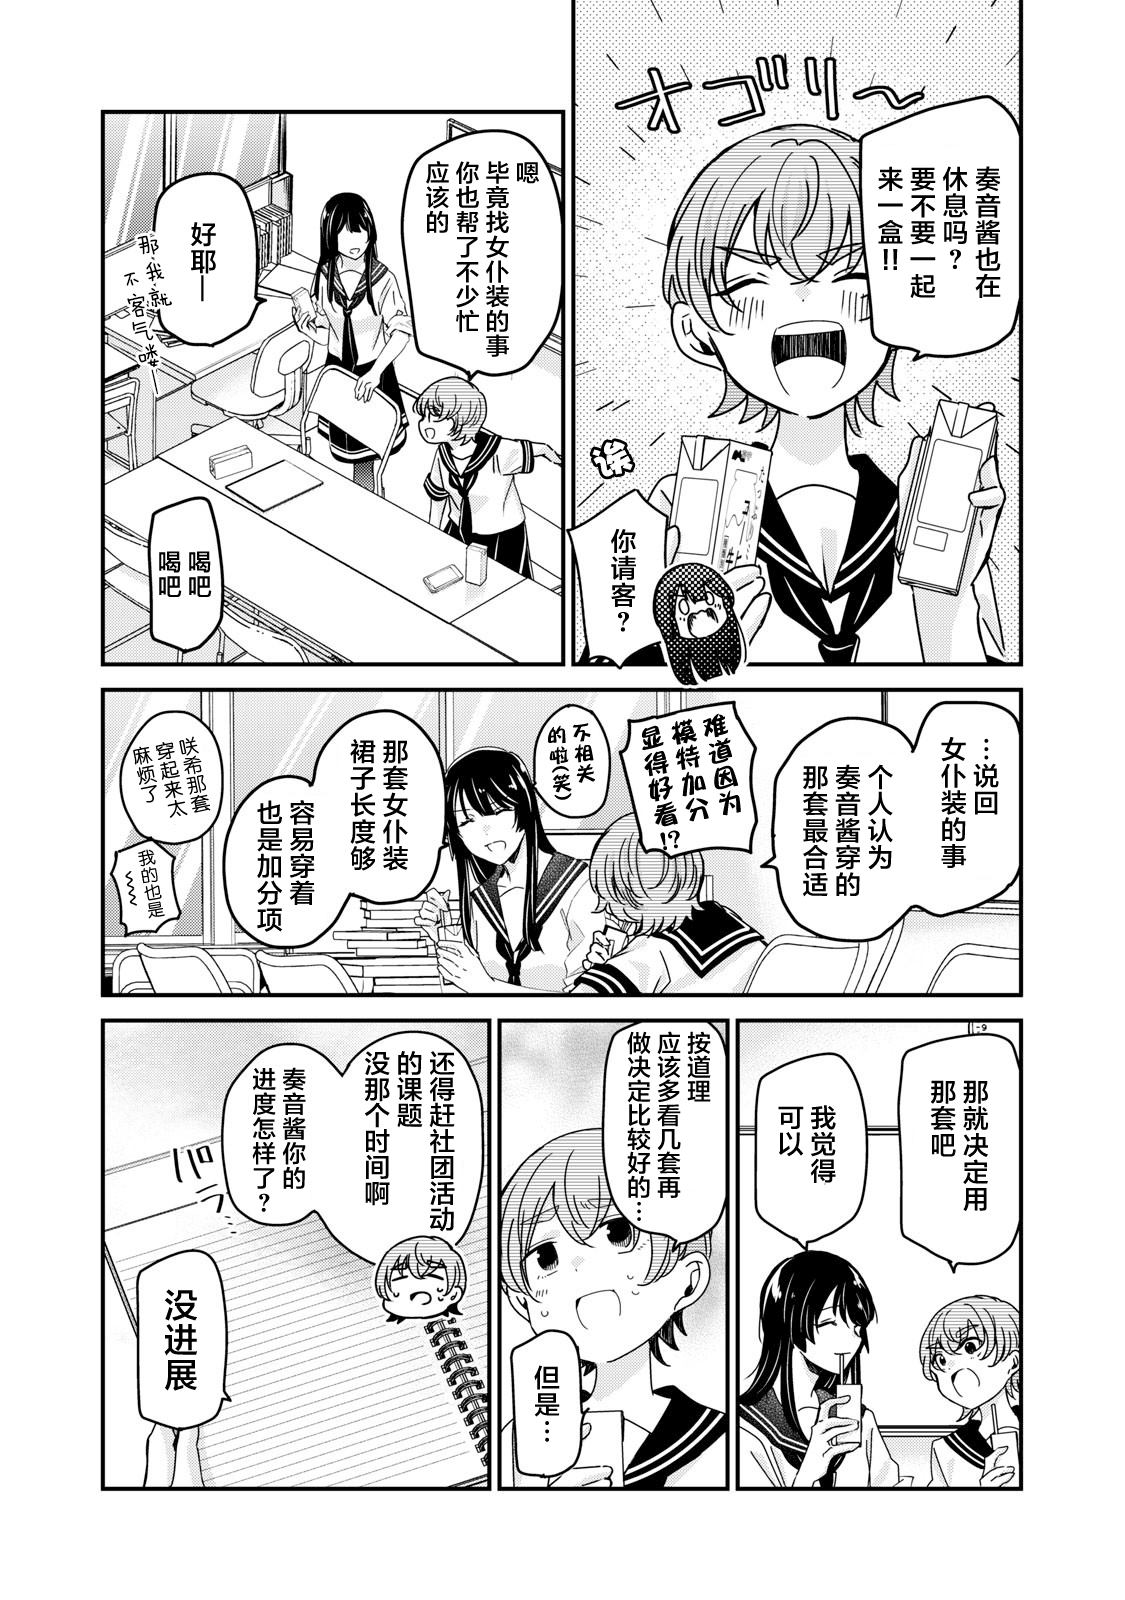 オゴリ〜
奏音酱也在
休息吗?
要不要一起
来一盒!!
诶
你请客?
嗯
毕竟找女仆装的事
你也帮了不少忙
应该的
好耶—
那我就
不客气喽—
喝吧
喝吧
…说回
女仆装的事
个人认为
奏音酱穿的
那套最合适
难道因为
模特加分
显得好看!?
不相关
的啦(笑)
那套女仆装
裙子长度够
容易穿着
也是加分项
咲希那套
穿起来太
麻烦了
我的也是
-9
那就决定用
那套吧
我觉得
可以
按道理
应该多看几套再
做决定比较好的…
但是…
还得赶社团活动
的课题
没那个时间啊
奏音酱你的
进度怎样了?
没进展